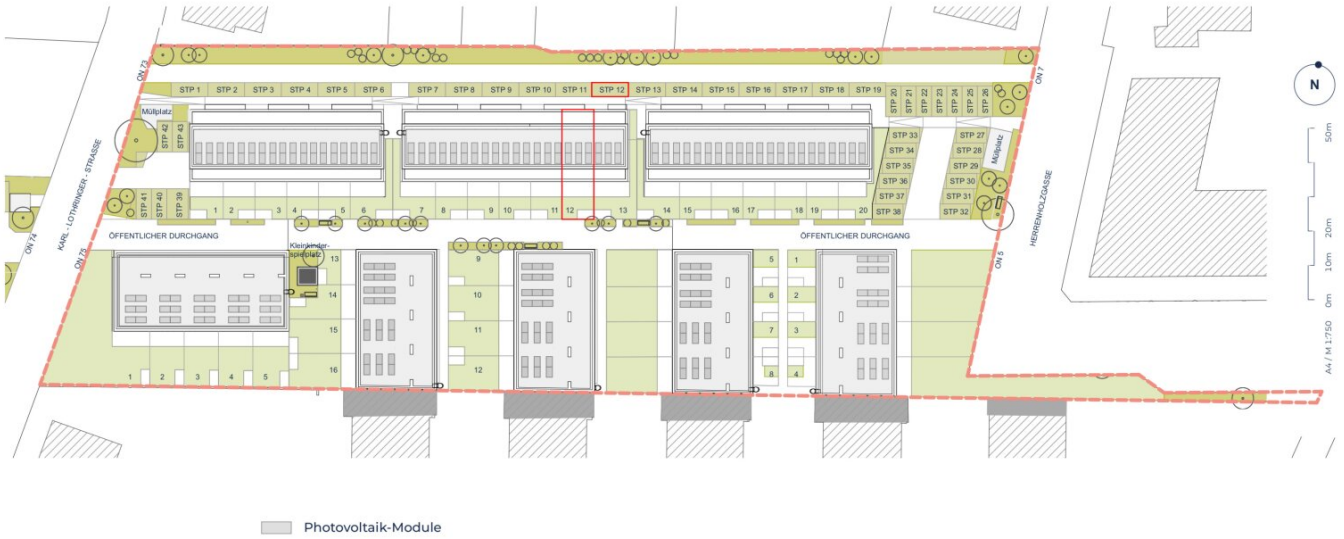 ON 73
ON 7
STP 1
STP 2
STP 3
STP 4
STP 5
STP 6
STP 7
STP 8
STP 9
STP 10
STP 11
STP 12
STP 13
STP 14
STP 15
STP 16
STP 17
STP 18
STP 19
STP 20
STP 21
STP 22
STP 23
STP 24
STP 25
STP 26
N
Müllplatz
STP 42
STP 43
STP 33
STP 34
STP 35
STP 36
STP 37
STP 38
STP 27
STP 28
STP 29
STP 30
STP 31
STP 32
Müllplatz
KARL - LOTHRINGER - STRASSE
HERRENHOLZGASSE
STP 41
STP 40
STP 39
1
2
3
4
5
6
7
8
9
10
11
12
13
14
15
16
17
18
19
20
ON 74
ON 75
ON 5
ÖFFENTLICHER DURCHGANG
ÖFFENTLICHER DURCHGANG
Kleinkinder-
spielplatz
13
14
15
16
9
10
11
12
5
6
7
8
1
2
3
4
1
2
3
4
5
50m
20m
10m
0m
A4 / M 1:750
Photovoltaik-Module